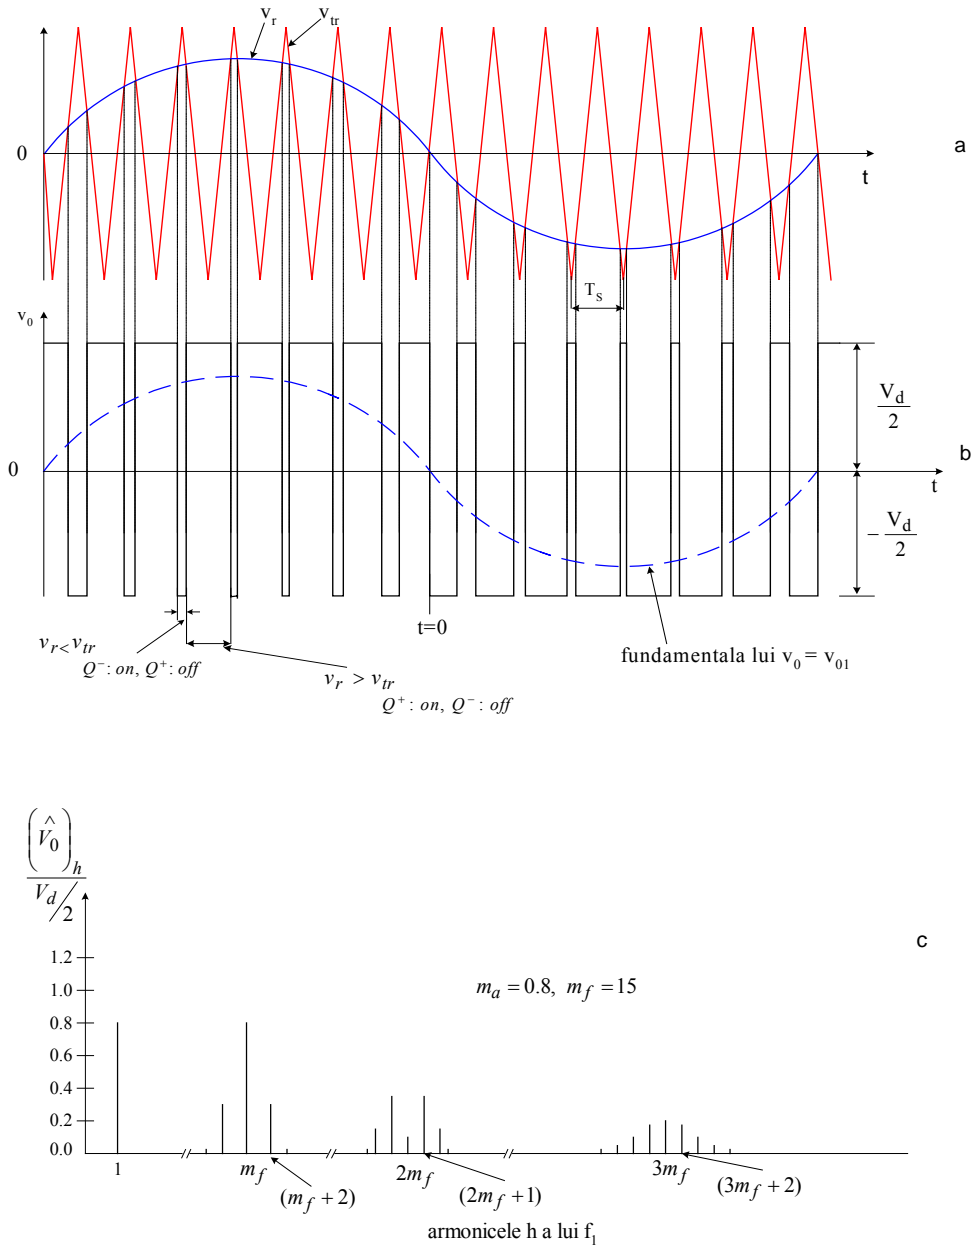 v_r v_tr
0
a
t
T_S
v_0
V_d/2
0
b
t
-V_d/2
t=0
v_r< v_tr
Q⁻: on, Q⁺: off
fundamentala lui v_0 = v_01
v_r > v_tr
Q⁺: on, Q⁻: off
(V̂_0)_h / V_d/2
c
1.2
m_a = 0.8, m_f = 15
1.0
0.8
0.6
0.4
0.2
0.0
1 m_f 2m_f 3m_f
(m_f + 2) (2m_f + 1) (3m_f + 2)
armonicele h a lui f_1